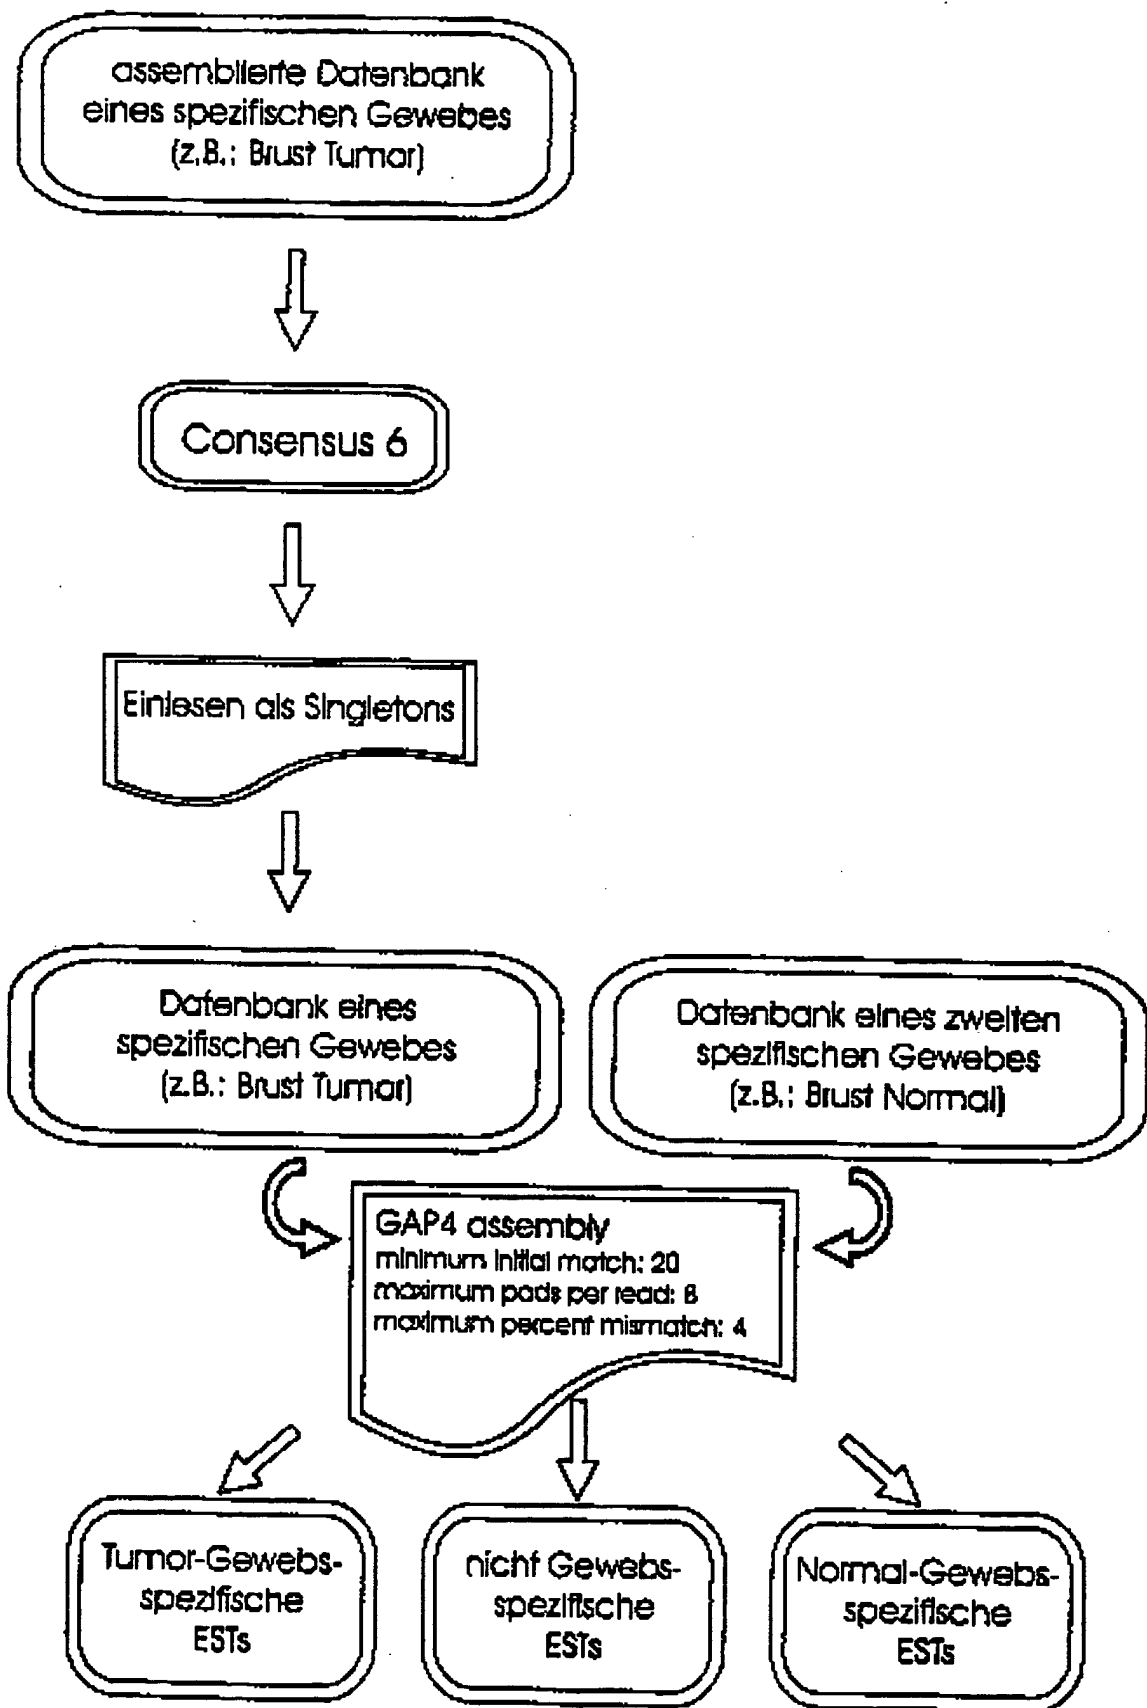 assemblierte Datenbank
eines spezifischen Gewebes
(z.B.: Brust Tumor)
Consensus 6
Einlesen als Singletons
Datenbank eines
spezifischen Gewebes
(z.B.: Brust Tumor)
Datenbank eines zweiten
spezifischen Gewebes
(z.B.: Brust Normal)
GAP4 assembly
minimum initial match: 20
maximum pads per read: 8
maximum percent mismatch: 4
Tumor-Gewebs-
spezifische
ESTs
nicht Gewebs-
spezifische
ESTs
Normal-Gewebs-
spezifische
ESTs